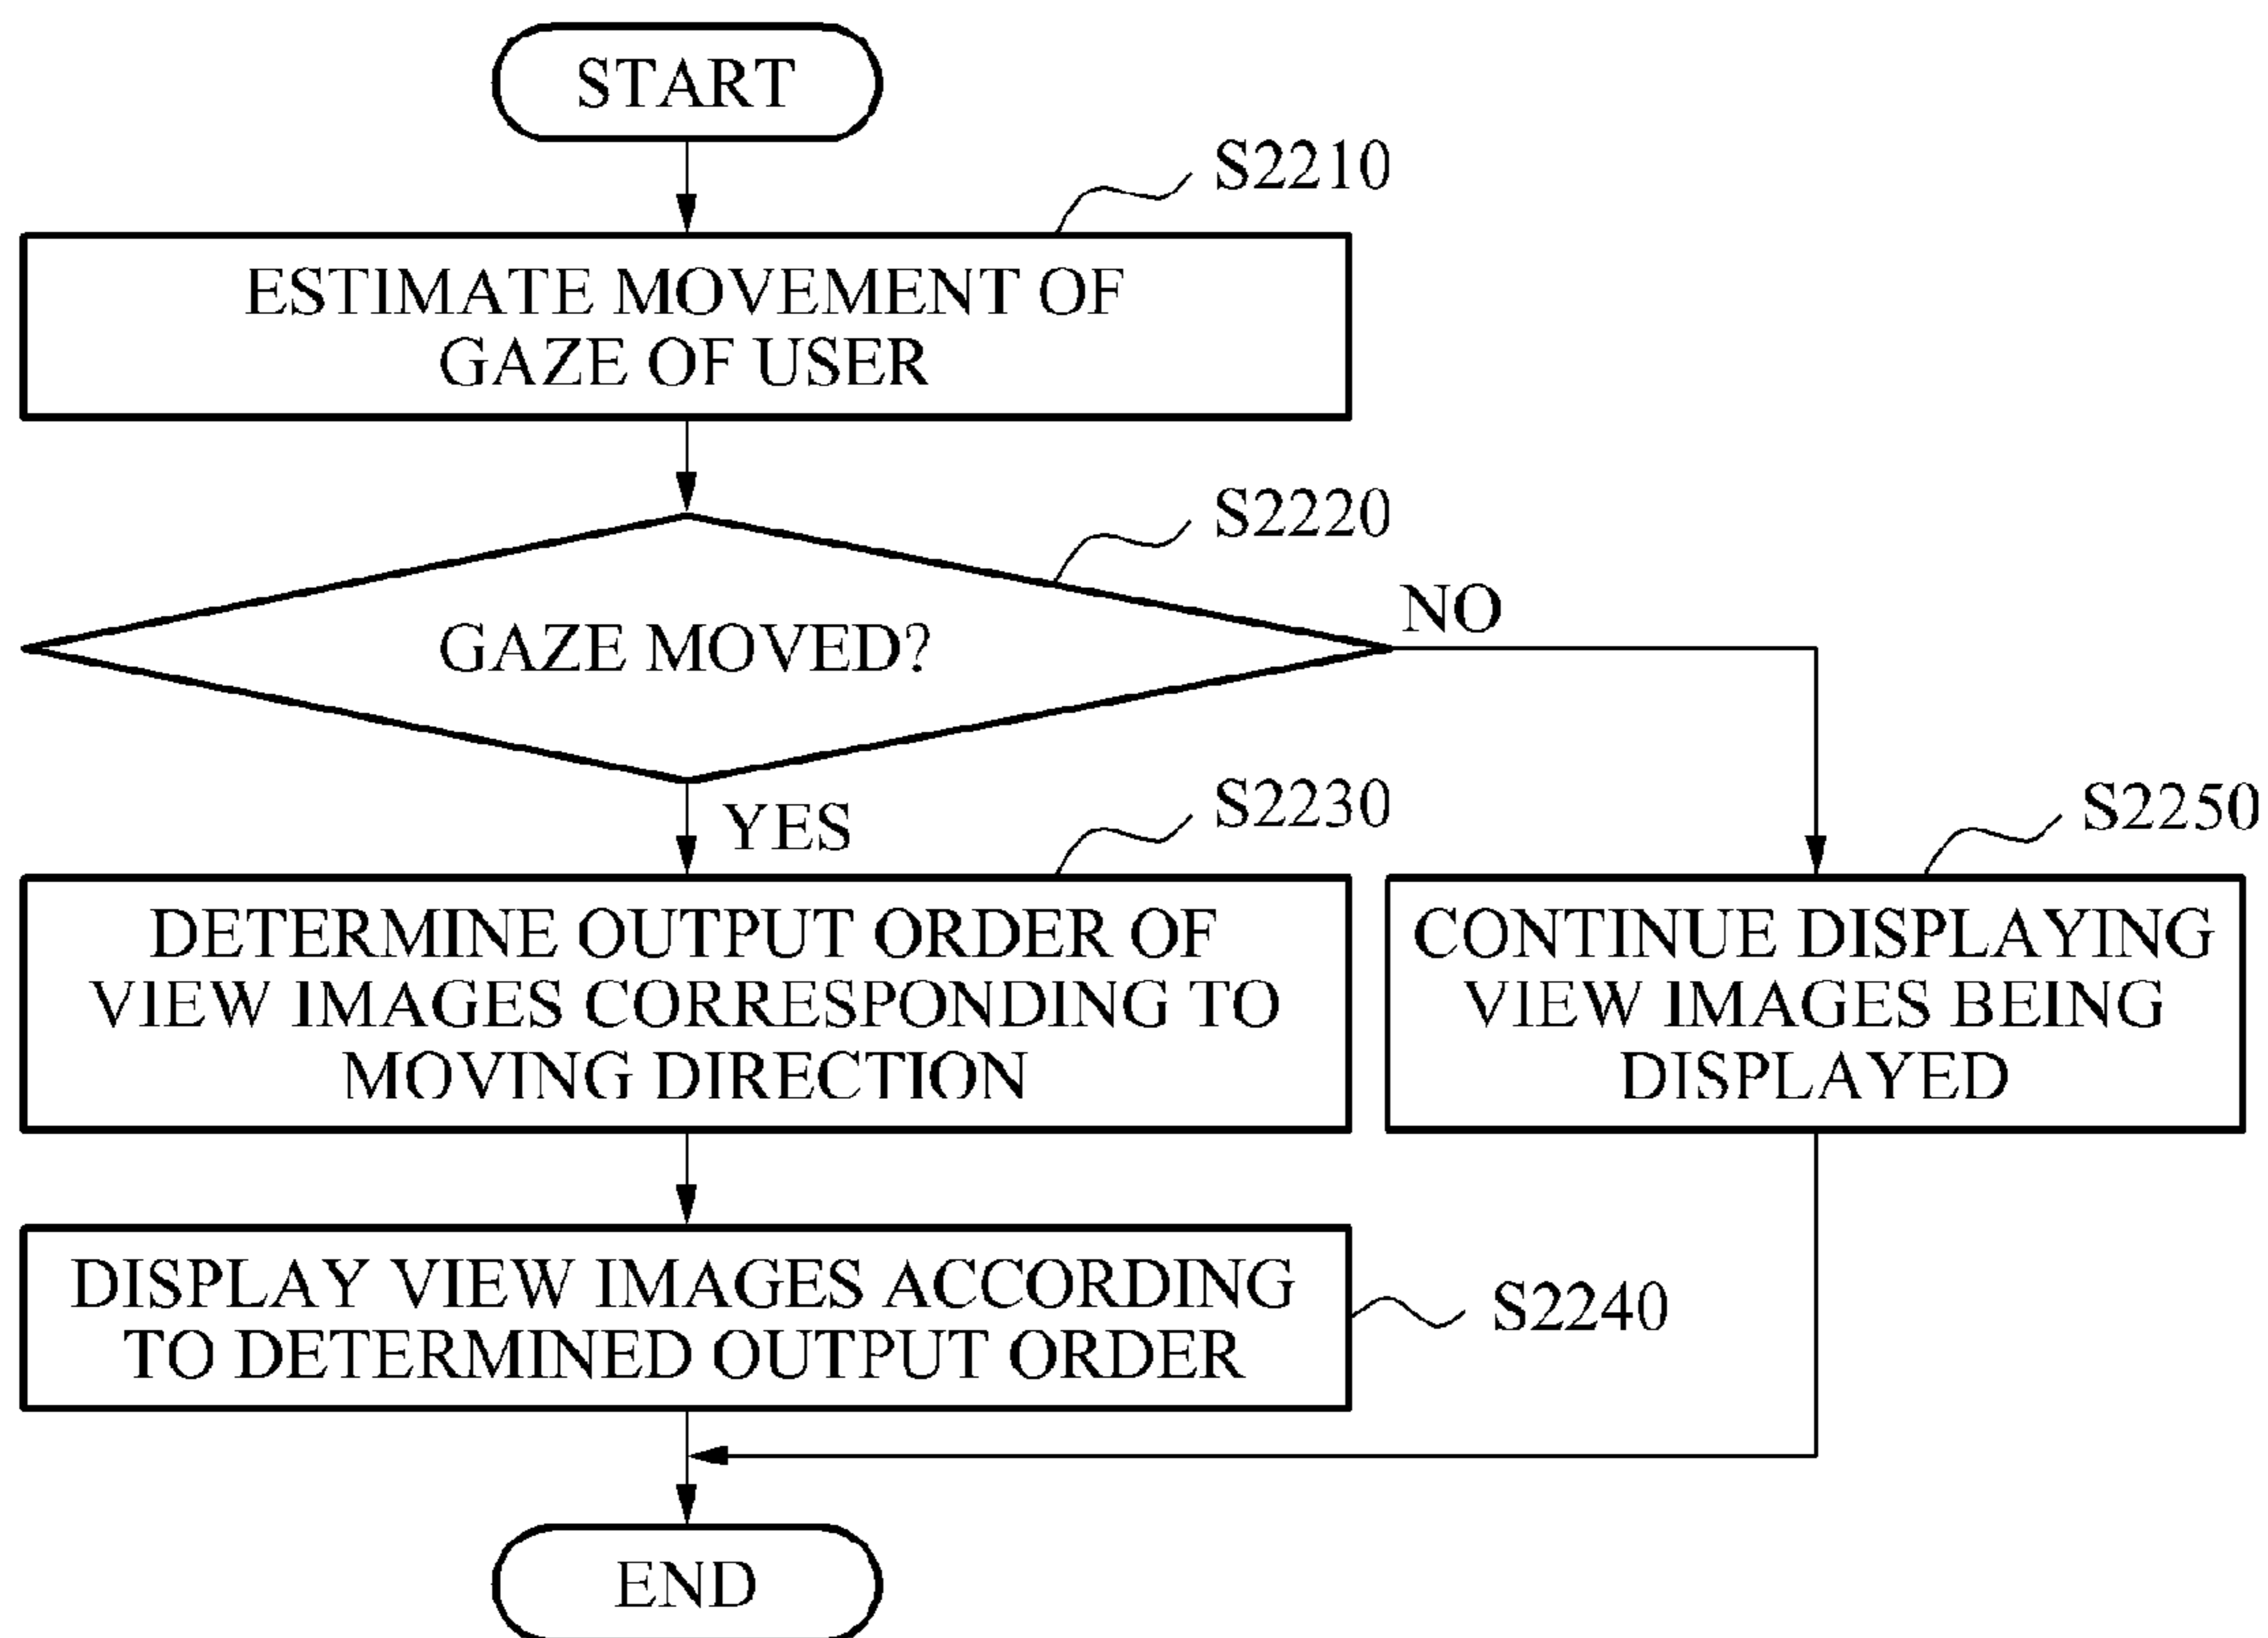 START
S2210
ESTIMATE MOVEMENT OF
GAZE OF USER
S2220
GAZE MOVED?
NO
YES
S2230
DETERMINE OUTPUT ORDER OF
VIEW IMAGES CORRESPONDING TO
MOVING DIRECTION
S2250
CONTINUE DISPLAYING
VIEW IMAGES BEING
DISPLAYED
DISPLAY VIEW IMAGES ACCORDING
TO DETERMINED OUTPUT ORDER
S2240
END